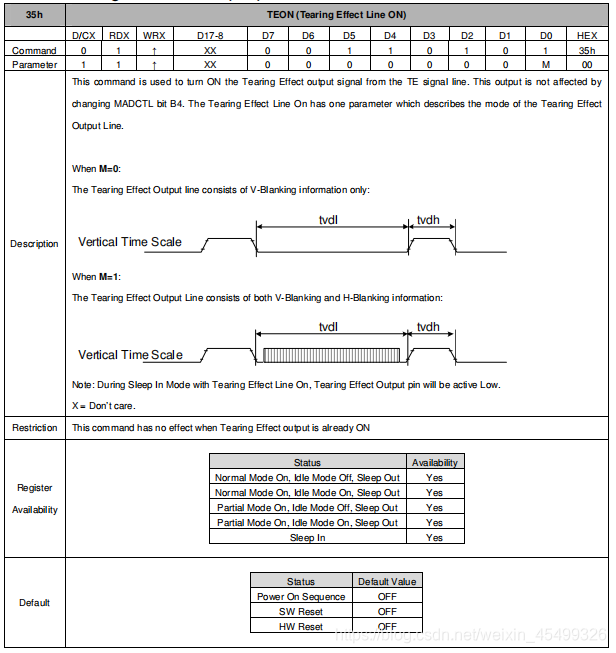 35h TEON (Tearing Effect Line ON)
D/CX RDX WRX D17-8 D7 D6 D5 D4 D3 D2 D1 D0 HEX
Command 0 1 ↑ XX 0 0 1 1 0 1 0 1 35h
Parameter 1 1 ↑ XX 0 0 0 0 0 0 0 M 00
Description
This command is used to turn ON the Tearing Effect output signal from the TE signal line. This output is not affected by
changing MADCTL bit B4. The Tearing Effect Line On has one parameter which describes the mode of the Tearing Effect
Output Line.
When M=0:
The Tearing Effect Output line consists of V-Blanking information only:
tvdl tvdh
Vertical Time Scale
When M=1:
The Tearing Effect Output Line consists of both V-Blanking and H-Blanking information:
tvdl tvdh
Vertical Time Scale
Note: During Sleep In Mode with Tearing Effect Line On, Tearing Effect Output pin will be active Low.
X = Don't care.
Restriction This command has no effect when Tearing Effect output is already ON
Register
Availability
Status Availability
Normal Mode On, Idle Mode Off, Sleep Out Yes
Normal Mode On, Idle Mode On, Sleep Out Yes
Partial Mode On, Idle Mode Off, Sleep Out Yes
Partial Mode On, Idle Mode On, Sleep Out Yes
Sleep In Yes
Default
Status Default Value
Power On Sequence OFF
SW Reset OFF
HW Reset OFF
https://blog.csdn.net/weixin_45499326